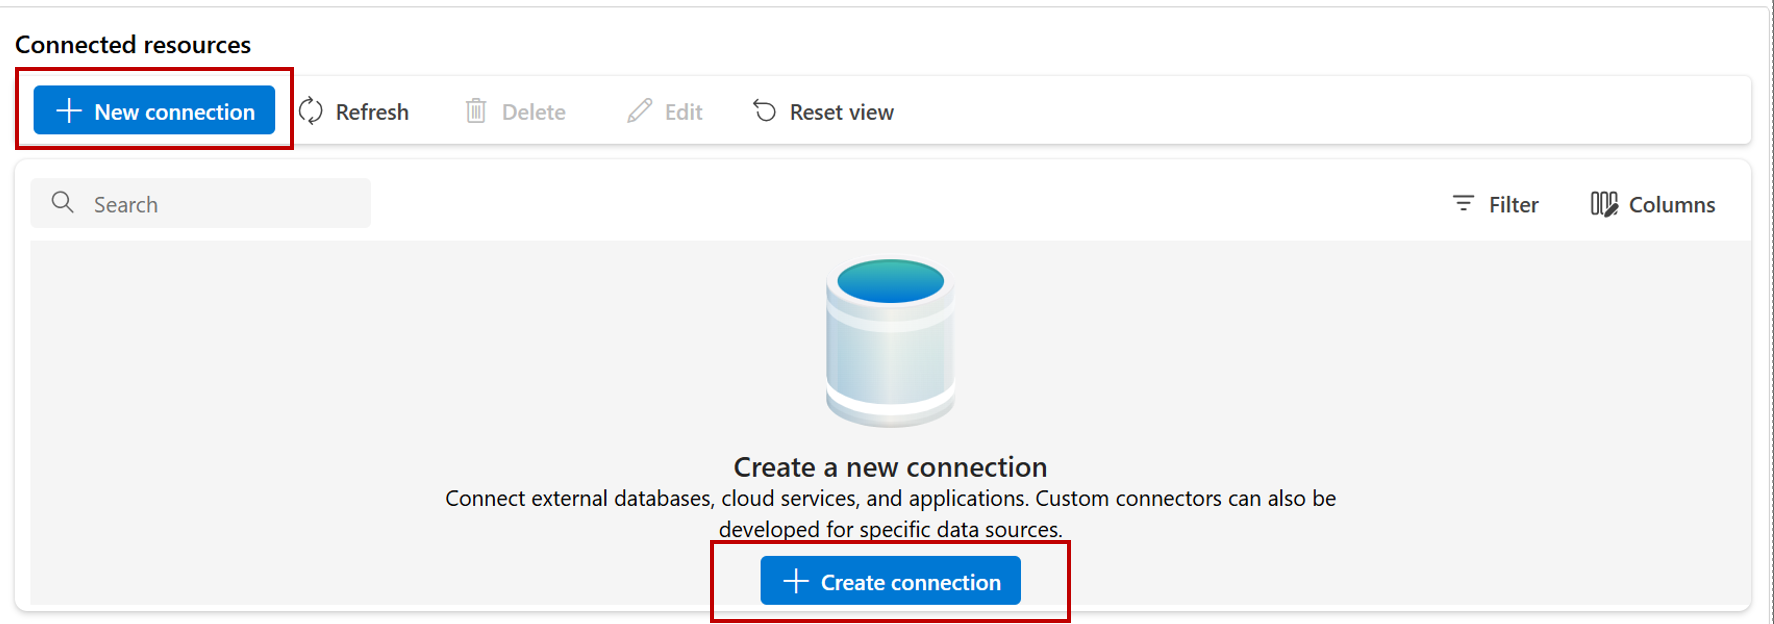 Connected resources
New connection Refresh Delete Edit Reset view
Search Filter Columns
Create a new connection
Connect external databases, cloud services, and applications. Custom connectors can also be
developed for specific data sources.
Create connection